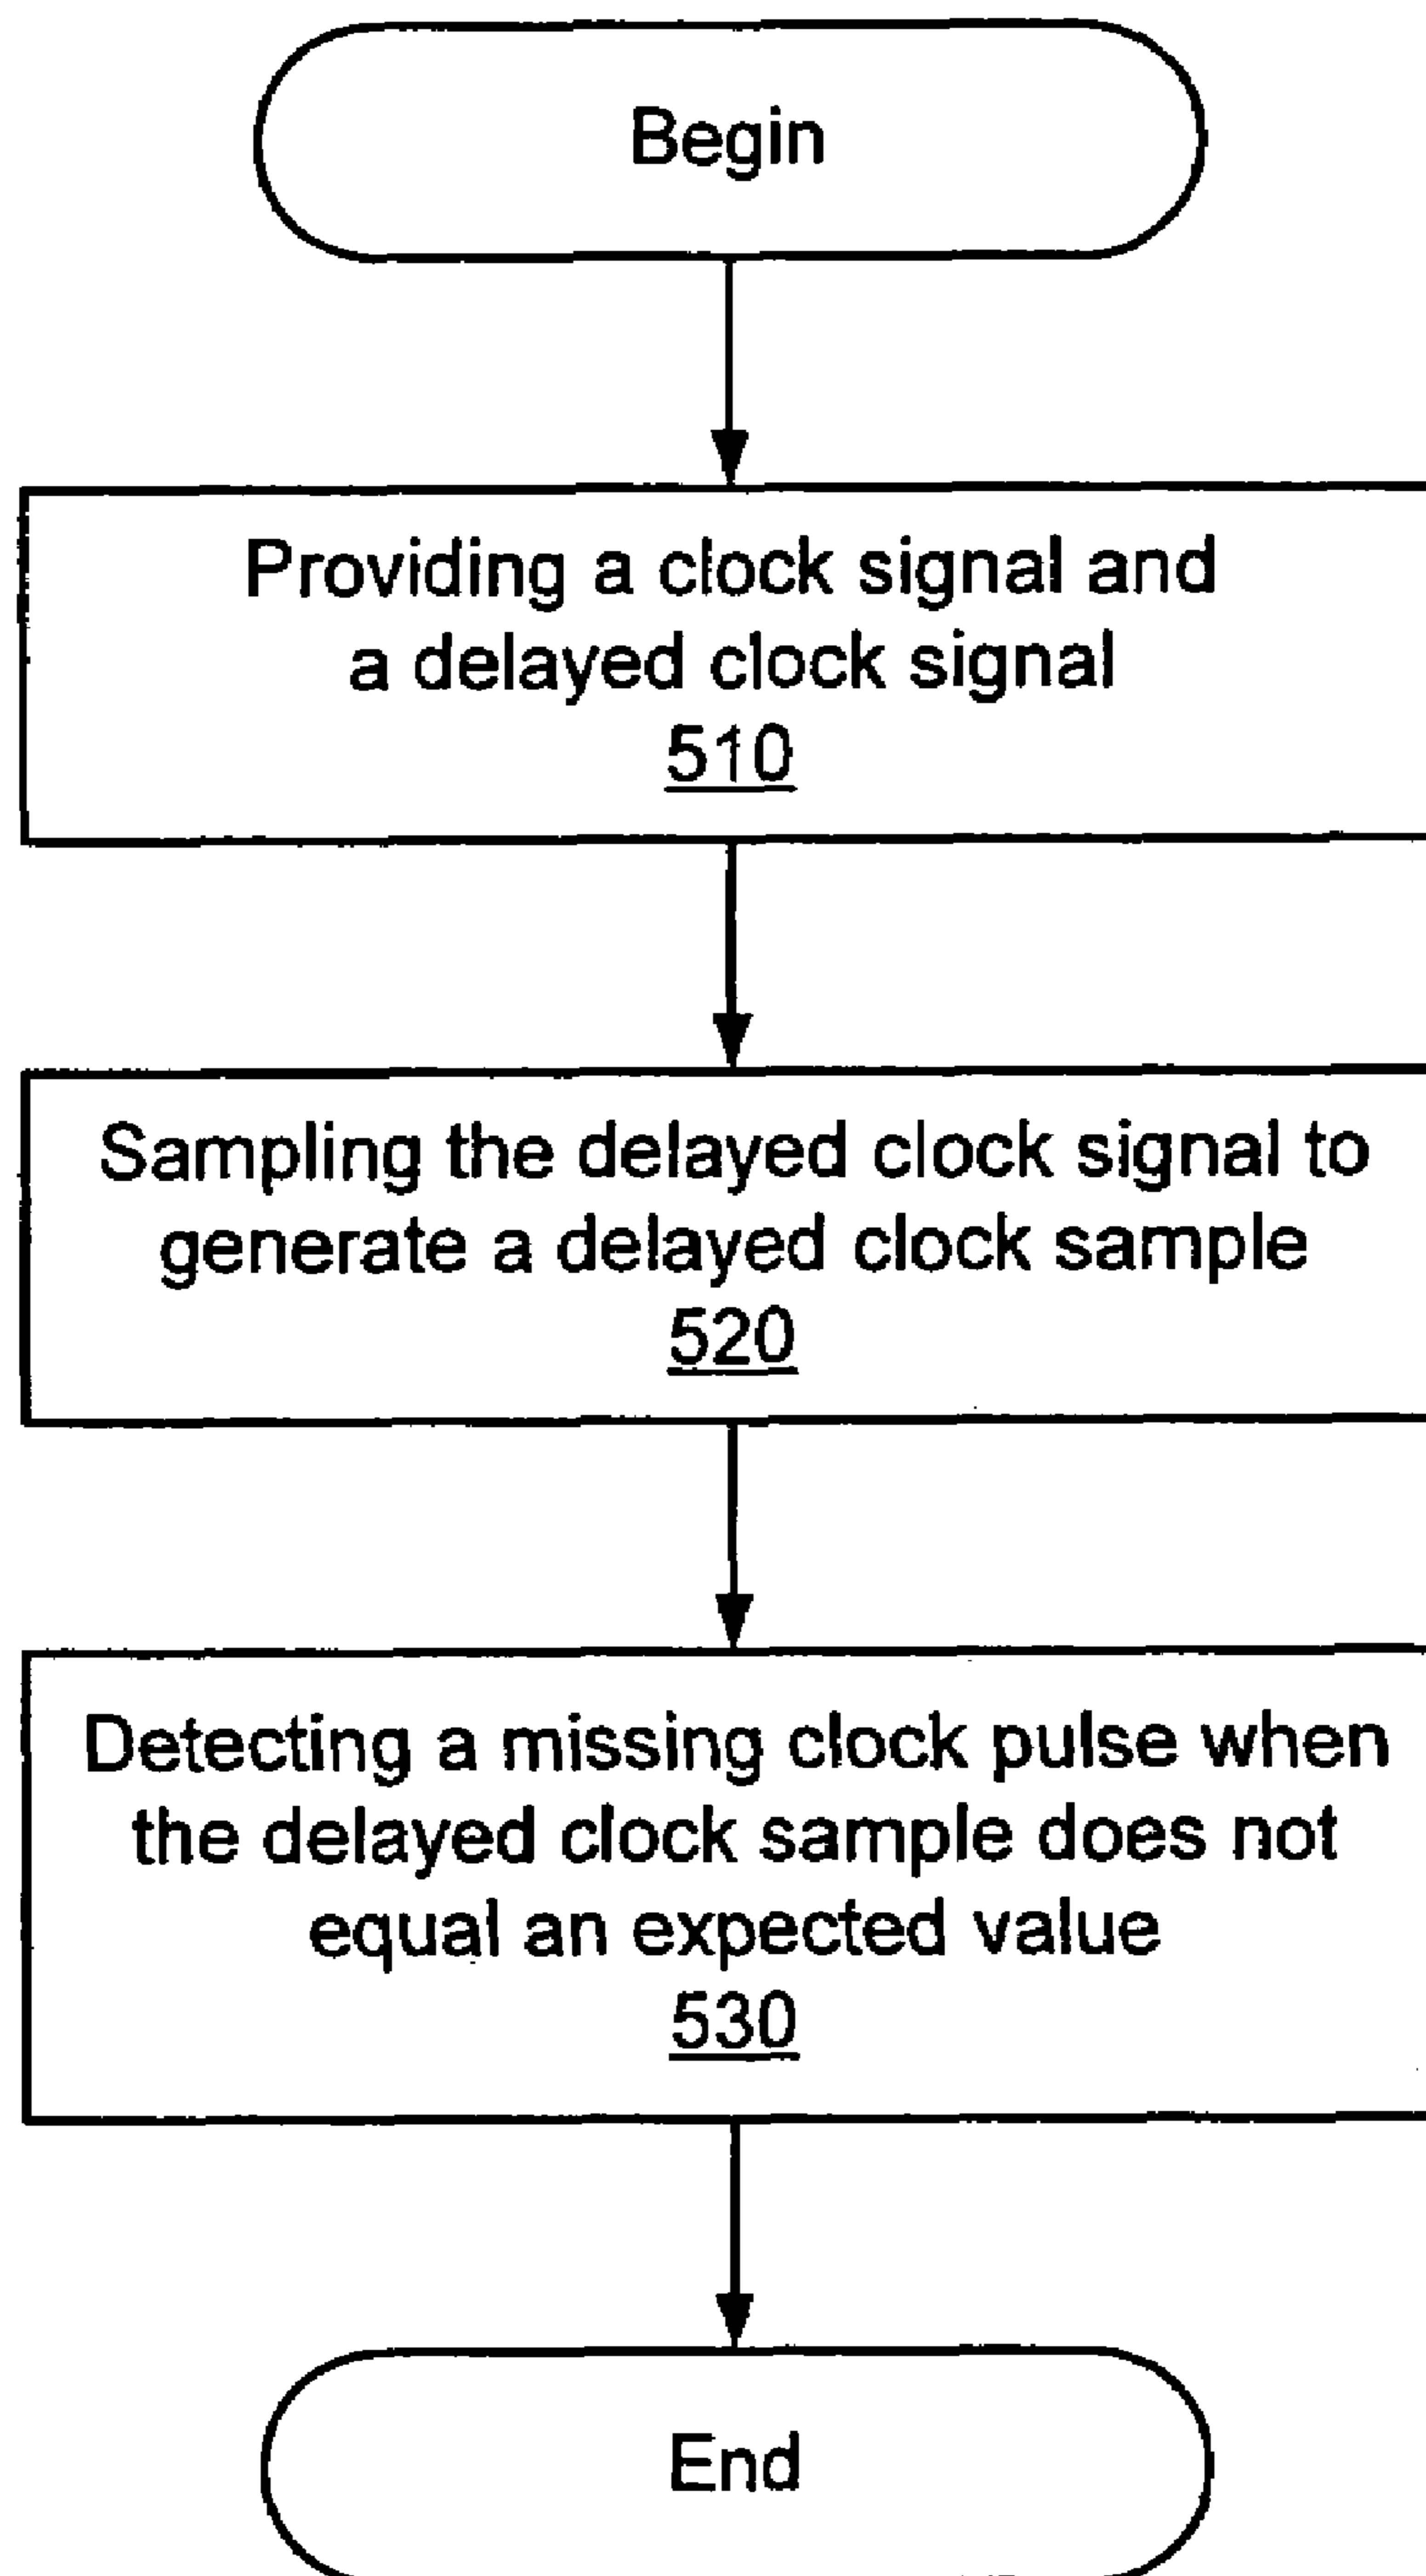 Begin
Providing a clock signal and
a delayed clock signal
510
Sampling the delayed clock signal to
generate a delayed clock sample
520
Detecting a missing clock pulse when
the delayed clock sample does not
equal an expected value
530
End